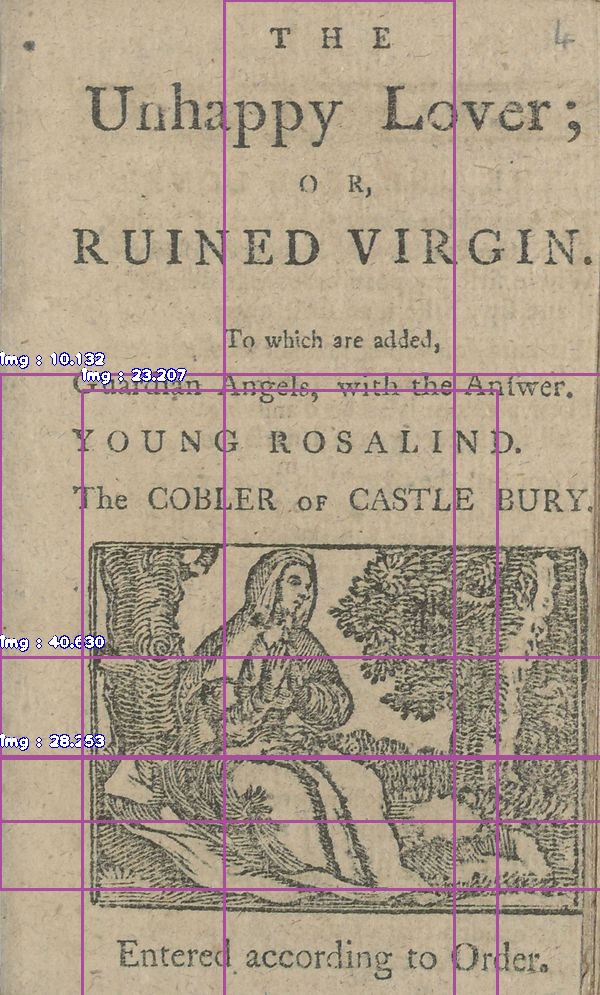 4
THE
Unhappy Lover;
OR,
RUINED VIRGIN.
To which are added,
Guardian Angels, with the Anſwer.
YOUNG ROSALIND.
The COBLER OF CASTLE BURY.
Entered according to Order.
Img : 10.132
Img : 23.207
Img : 40.630
Img : 28.253